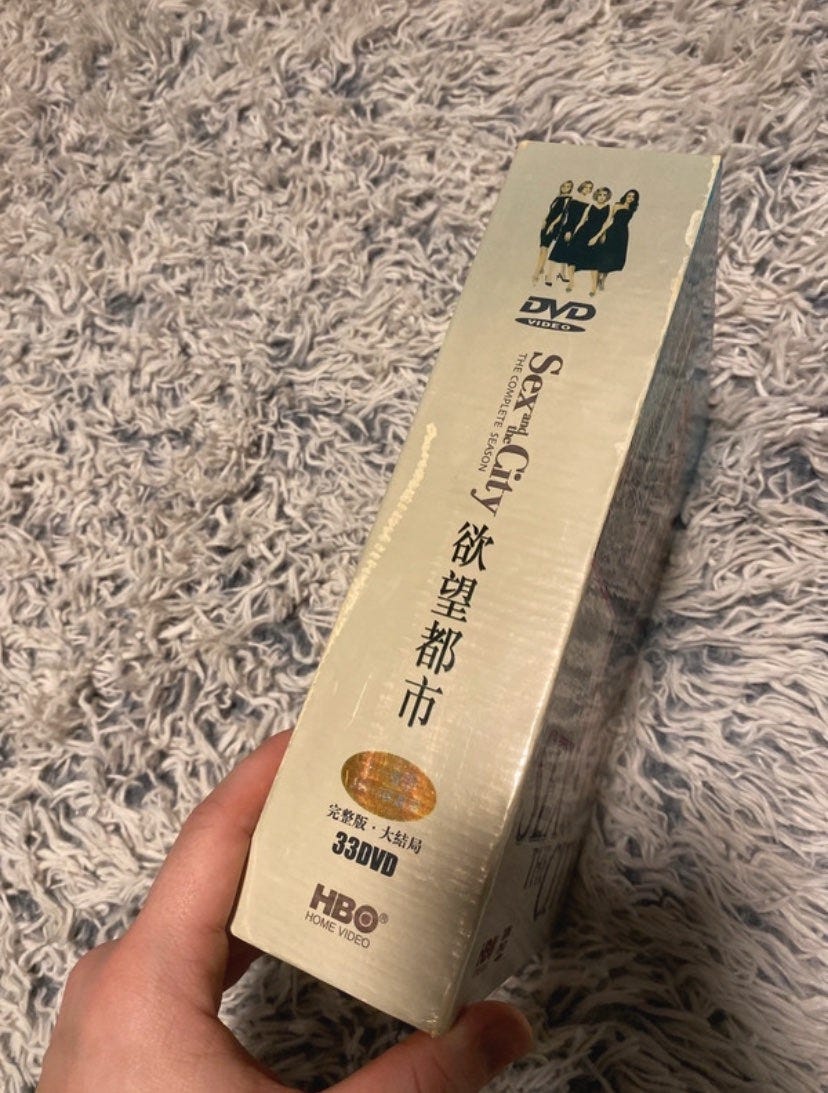 DVD
VIDEO
Sex and the City
THE COMPLETE SEASON
欲望都市
完整版·大结局
33DVD
HBO®
HOME VIDEO
HBO